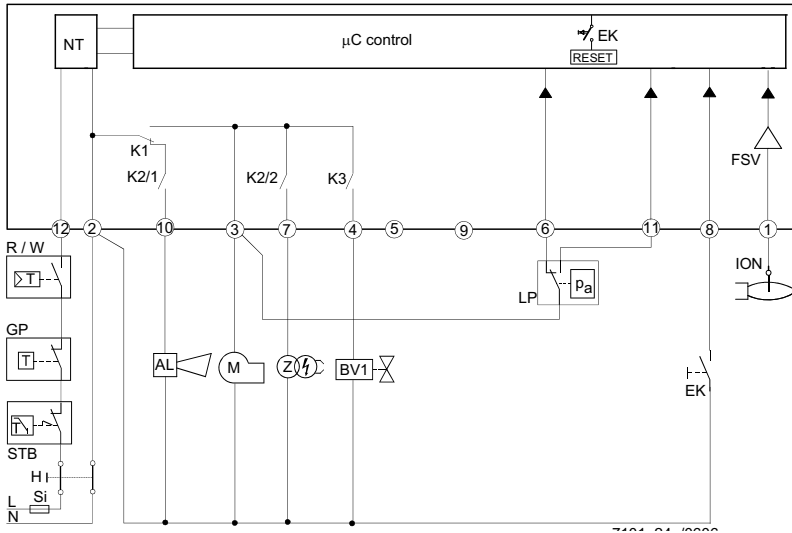 NT
μC control
EK
RESET
FSV
K1
K2/1
K2/2
K3
12
2
10
3
7
4
5
9
6
11
8
1
R / W
T
GP
T
STB
T
H
L
Si
N
AL
M
Z
BV1
LP
pa
EK
ION